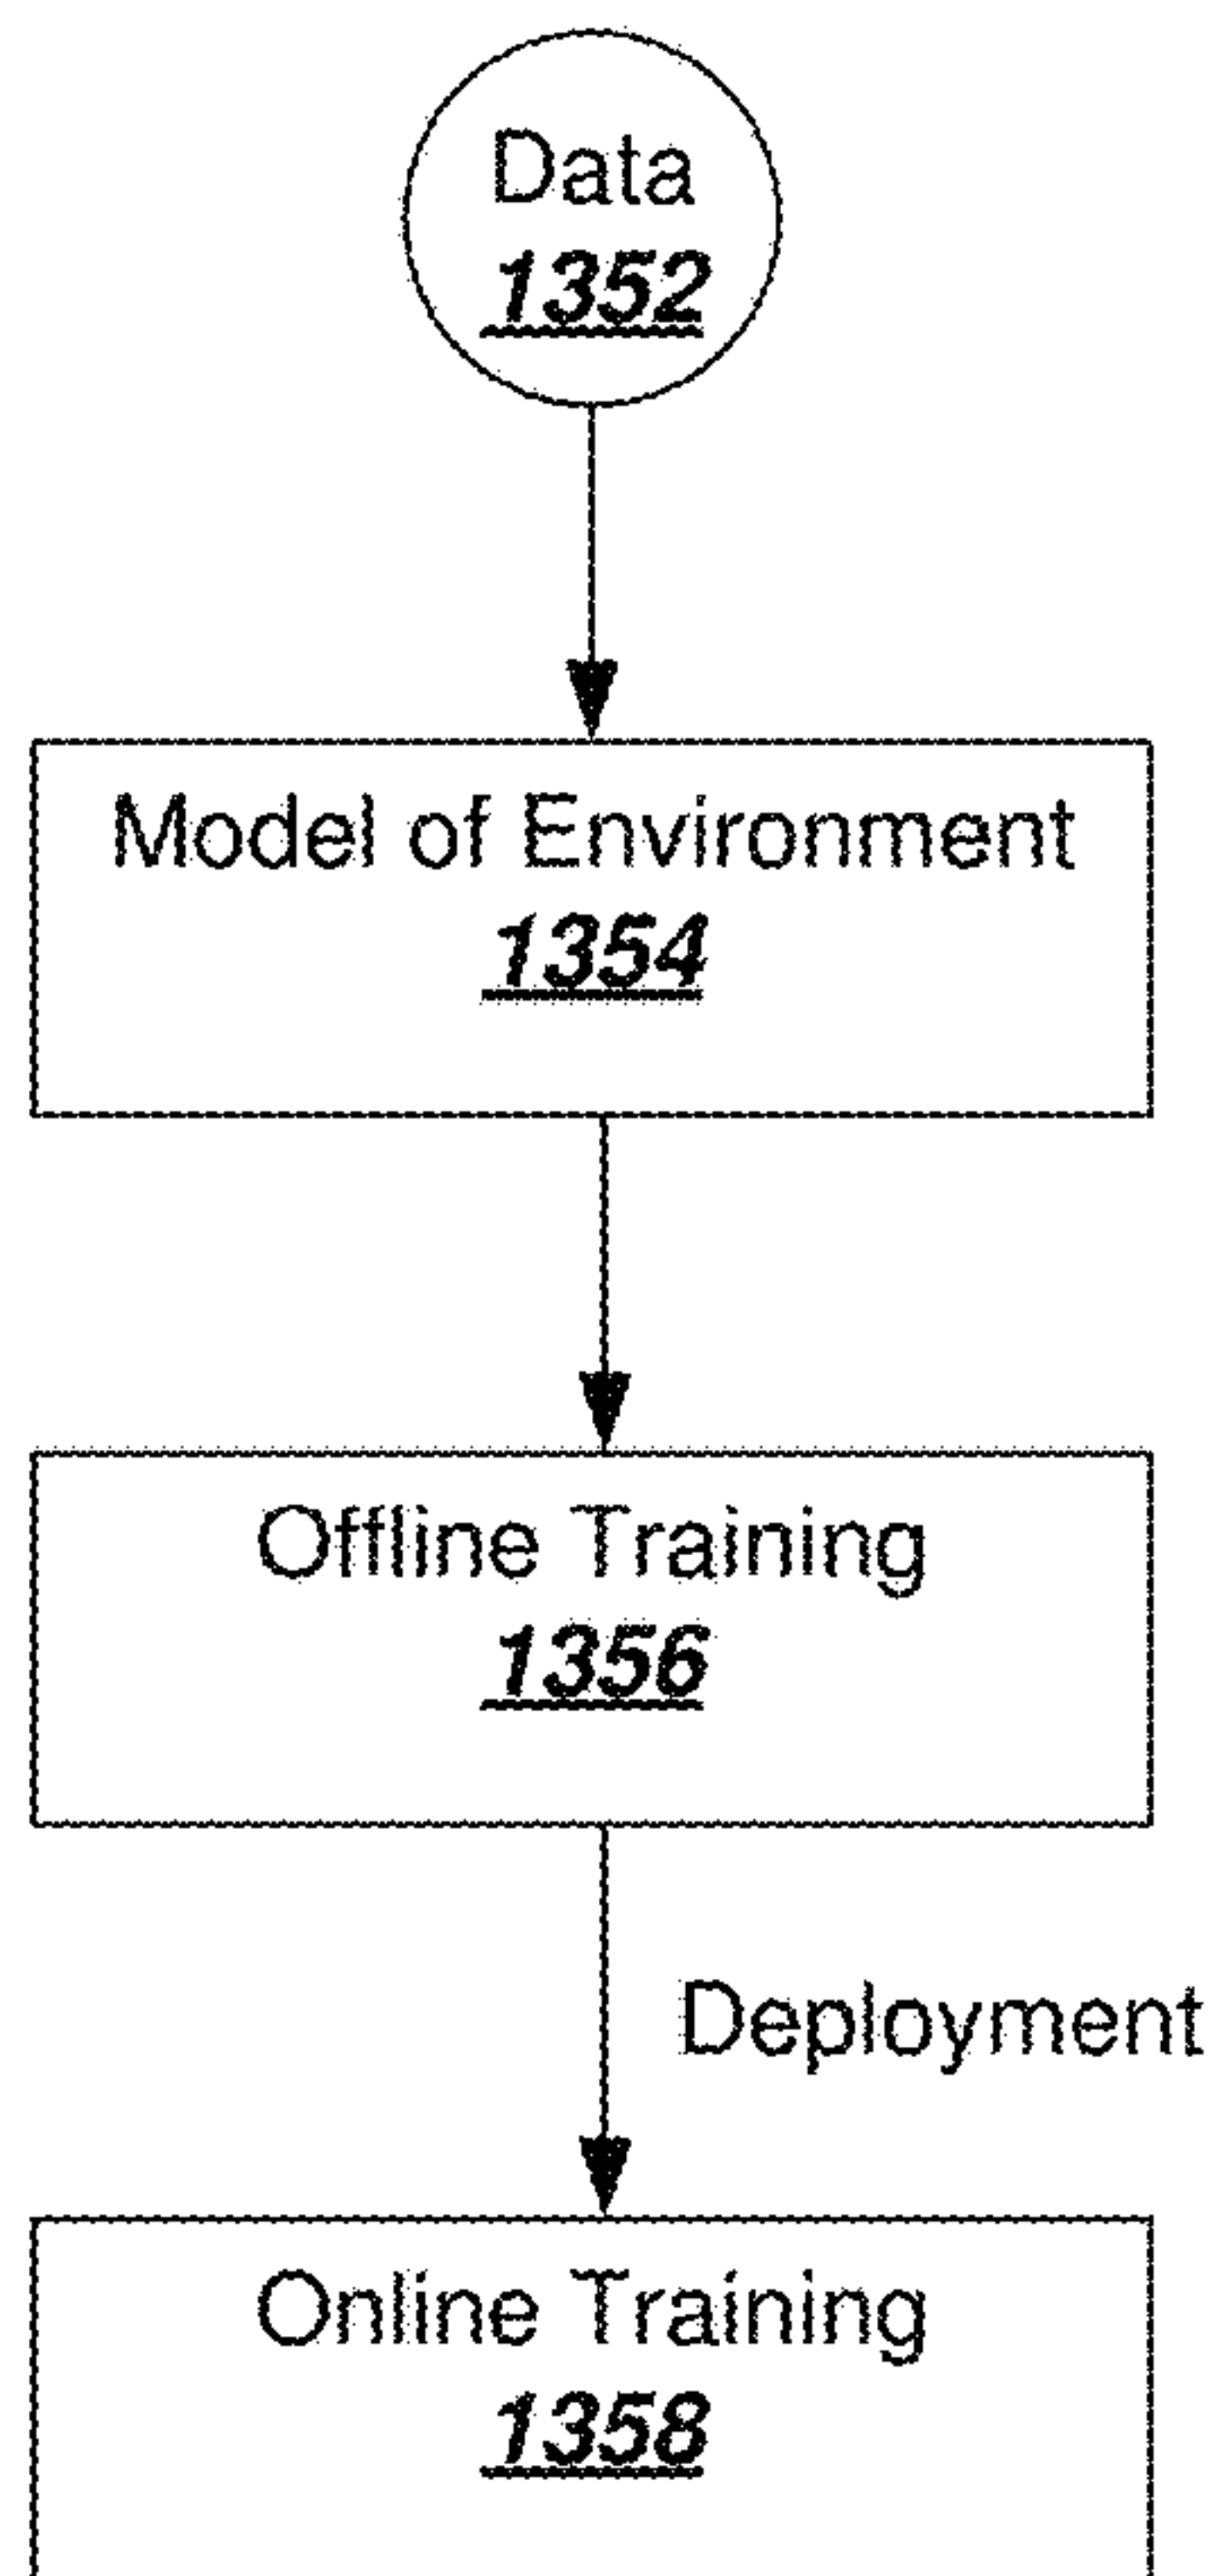 Data
1352
Model of Environment
1354
Offline Training
1356
Deployment
Online Training
1358